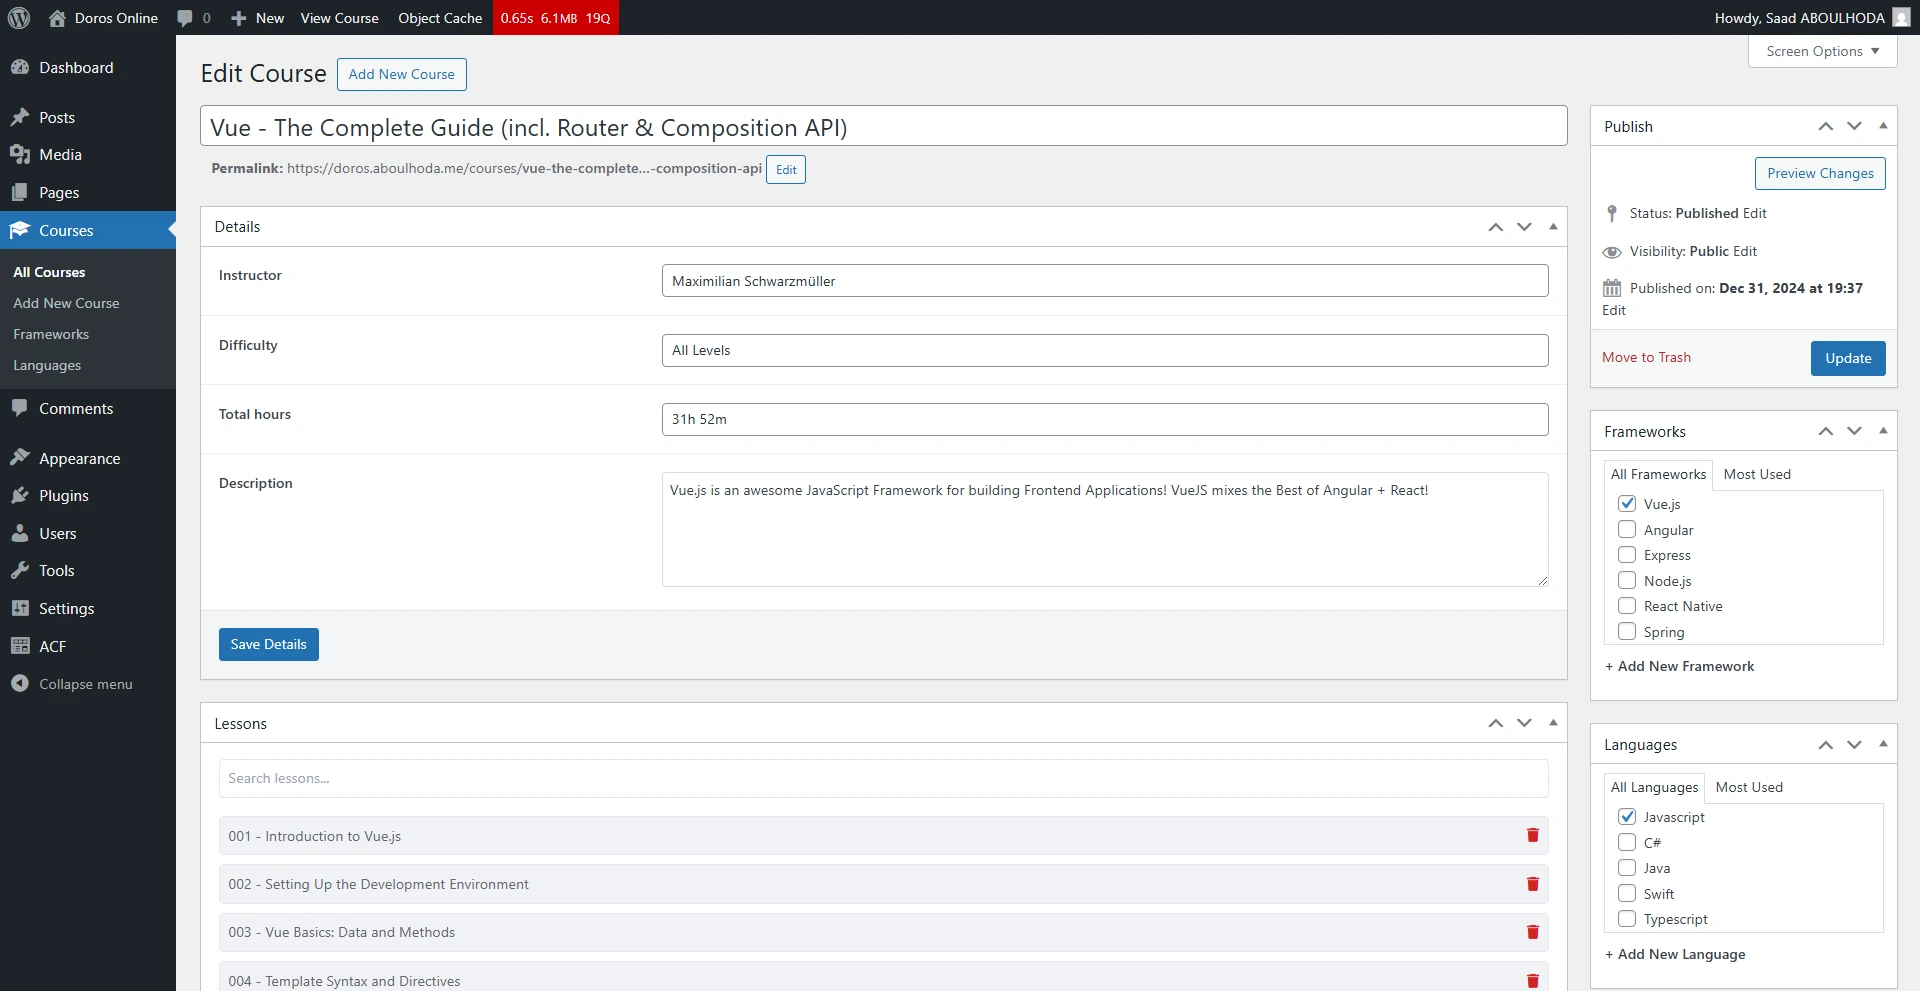 Doros Online 0 New View Course Object Cache 0.65s 6.1MB 19Q Howdy, Saad ABOULHODA
Screen Options
Dashboard
Posts
Media
Pages
Courses
All Courses
Add New Course
Frameworks
Languages
Comments
Appearance
Plugins
Users
Tools
Settings
ACF
Collapse menu
Edit Course Add New Course
Vue - The Complete Guide (incl. Router & Composition API)
Permalink: https://doros.aboulhoda.me/courses/vue-the-complete...-composition-api Edit
Details
Instructor Maximilian Schwarzmüller
Difficulty All Levels
Total hours 31h 52m
Description Vue.js is an awesome JavaScript Framework for building Frontend Applications! VueJS mixes the Best of Angular + React!
Save Details
Lessons
Search lessons...
001 - Introduction to Vue.js
002 - Setting Up the Development Environment
003 - Vue Basics: Data and Methods
004 - Template Syntax and Directives
Publish
Preview Changes
Status: Published Edit
Visibility: Public Edit
Published on: Dec 31, 2024 at 19:37
Edit
Move to Trash Update
Frameworks
All Frameworks Most Used
Vue.js
Angular
Express
Node.js
React Native
Spring
+ Add New Framework
Languages
All Languages Most Used
Javascript
C#
Java
Swift
Typescript
+ Add New Language